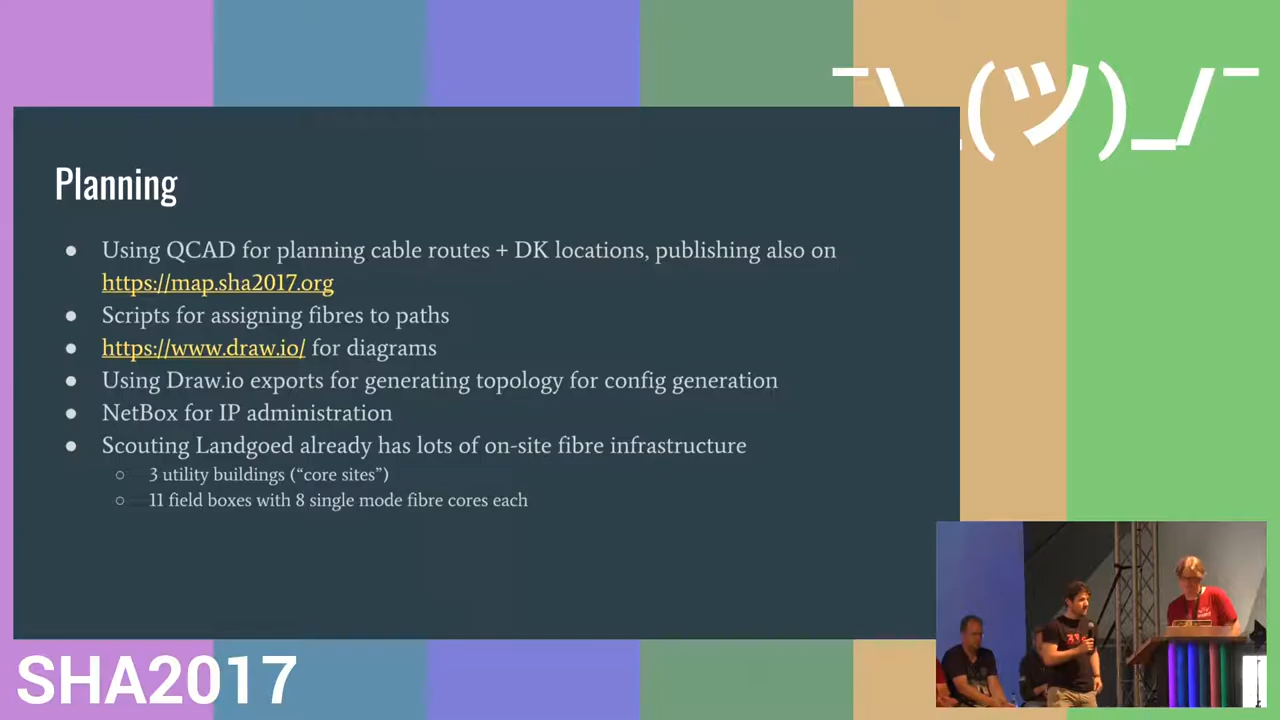 ¯\_(ツ)_/¯
Planning
● Using QCAD for planning cable routes + DK locations, publishing also on
https://map.sha2017.org
● Scripts for assigning fibres to paths
● https://www.draw.io/ for diagrams
● Using Draw.io exports for generating topology for config generation
● NetBox for IP administration
● Scouting Landgoed already has lots of on-site fibre infrastructure
○ 3 utility buildings (“core sites”)
○ 11 field boxes with 8 single mode fibre cores each
SHA2017